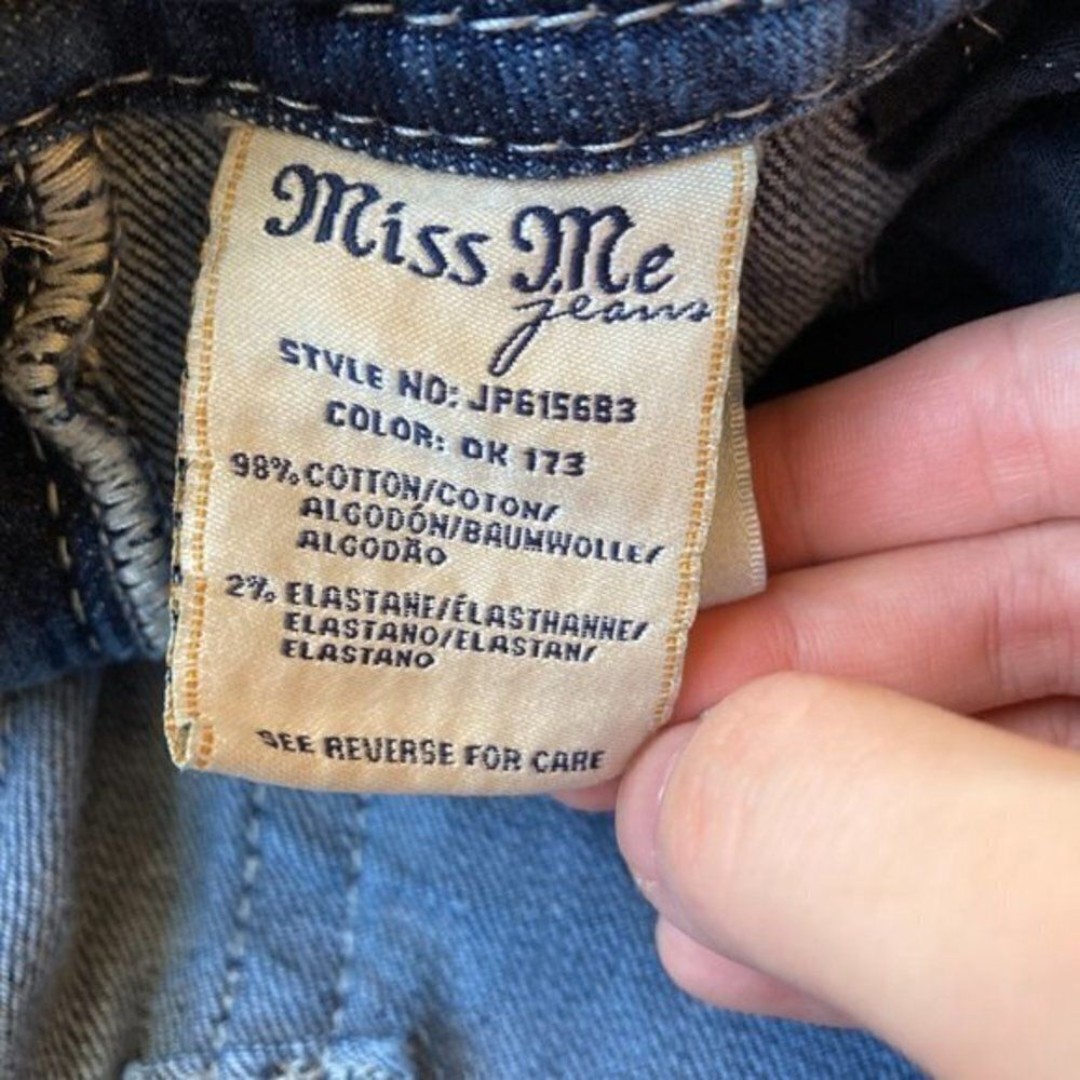 Miss Me
jeans
STYLE NO: JP6156B3
COLOR: DK 173
98% COTTON/COTON/
ALGODÓN/BAUMWOLLE/
ALGODÃO
2% ELASTANE/ÉLASTHANNE/
ELASTANO/ELASTAN/
ELASTANO
SEE REVERSE FOR CARE